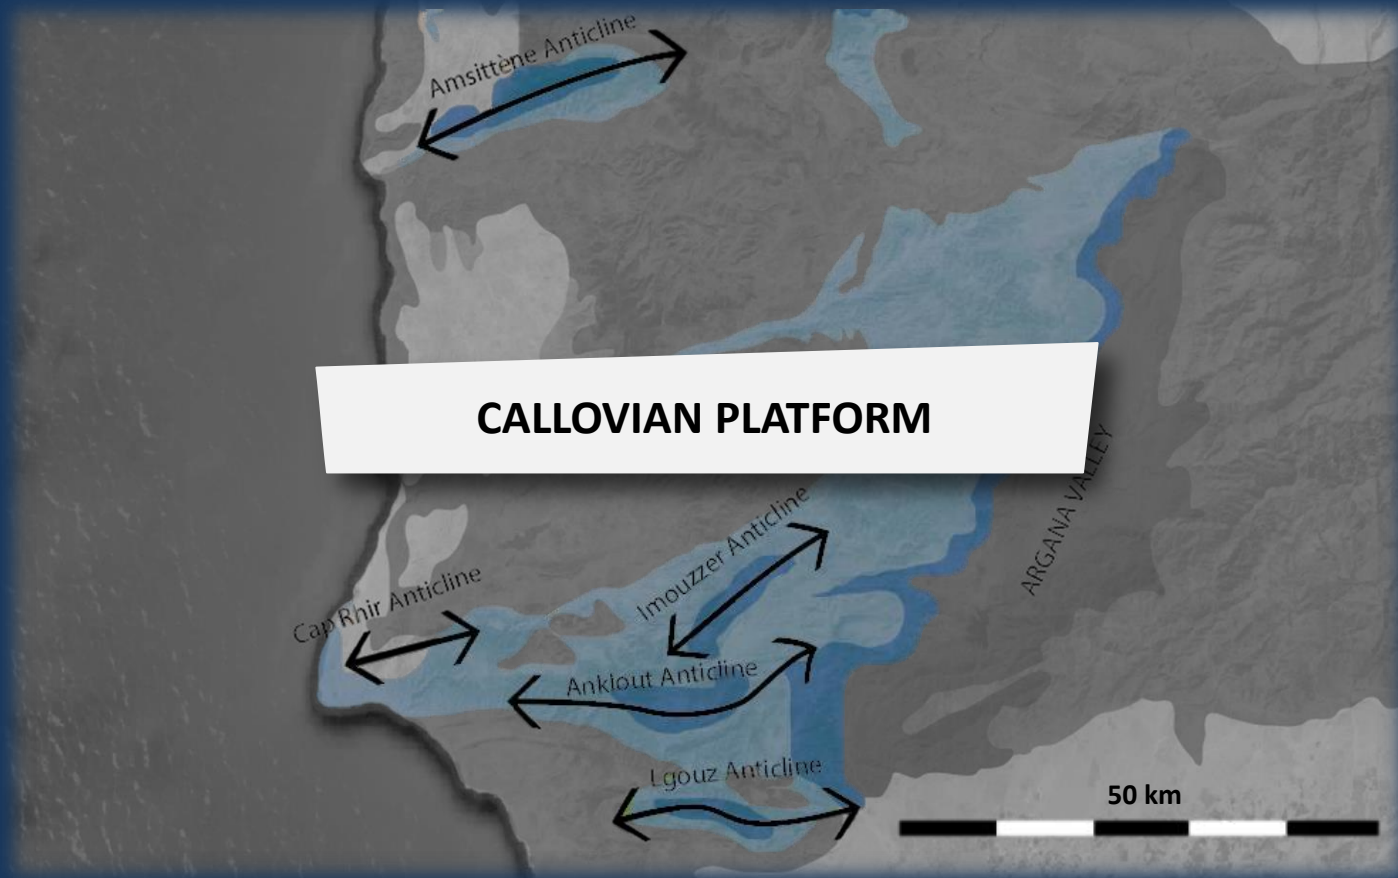 Amsittène Anticline
CALLOVIAN PLATFORM
ARGANA VALLEY
Imouzzer Anticline
Cap Rhir Anticline
Anklout Anticline
Lgouz Anticline
50 km